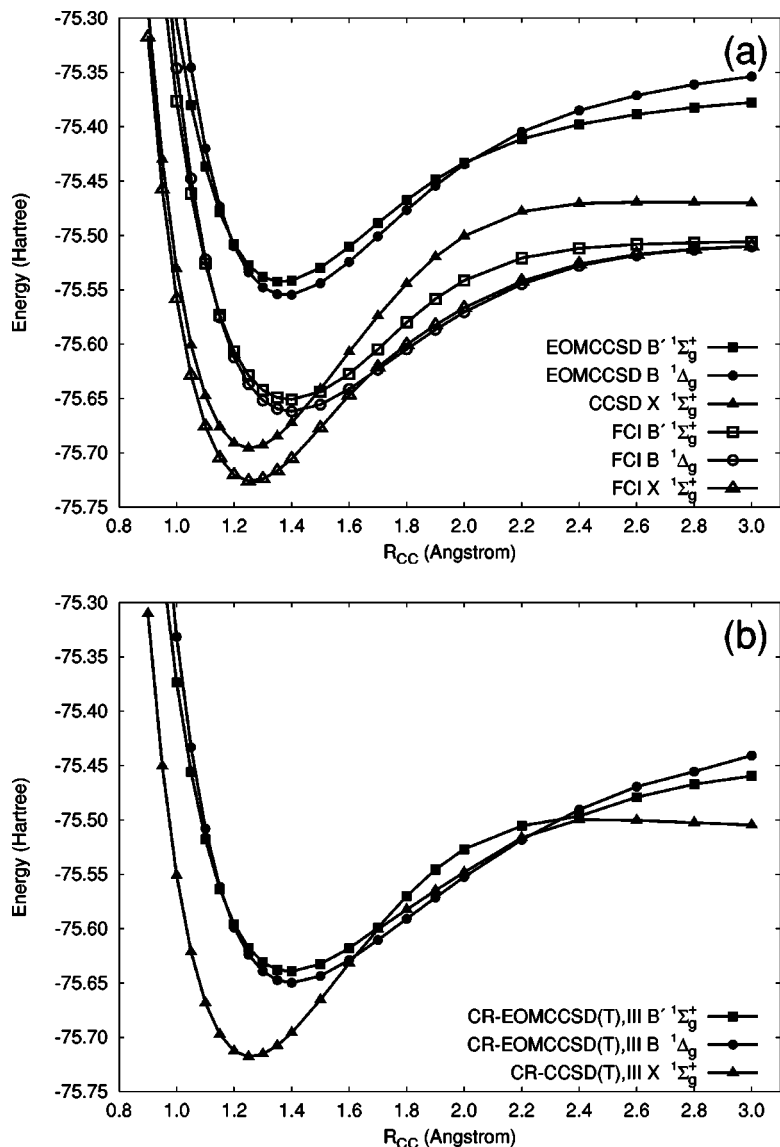 (a)
-75.30
-75.35
-75.40
-75.45
-75.50
-75.55
-75.60
-75.65
-75.70
-75.75
Energy (Hartree)
EOMCCSD B′ ¹Σg⁺
EOMCCSD B ¹Δg
CCSD X ¹Σg⁺
FCI B′ ¹Σg⁺
FCI B ¹Δg
FCI X ¹Σg⁺
0.8 1.0 1.2 1.4 1.6 1.8 2.0 2.2 2.4 2.6 2.8 3.0
RCC (Angstrom)
(b)
-75.30
-75.35
-75.40
-75.45
-75.50
-75.55
-75.60
-75.65
-75.70
-75.75
Energy (Hartree)
CR-EOMCCSD(T),III B′ ¹Σg⁺
CR-EOMCCSD(T),III B ¹Δg
CR-CCSD(T),III X ¹Σg⁺
0.8 1.0 1.2 1.4 1.6 1.8 2.0 2.2 2.4 2.6 2.8 3.0
RCC (Angstrom)